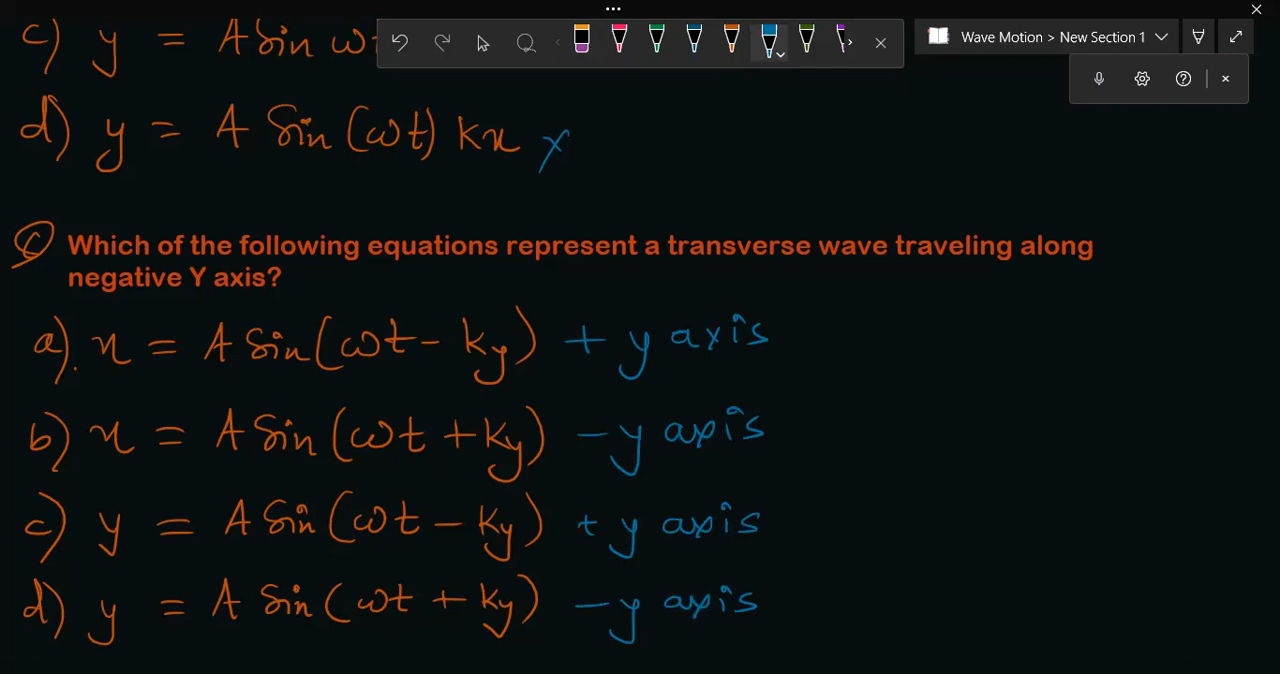 c) y = A Sin ωt
Wave Motion > New Section 1
d) y = A Sin (ωt) kx x
Q Which of the following equations represent a transverse wave traveling along
negative Y axis?
a). x = A Sin(ωt - ky) + y axis
b) x = A Sin(ωt + ky) - y axis
c) y = A Sin(ωt - ky) + y axis
d) y = A Sin(ωt + ky) - y axis